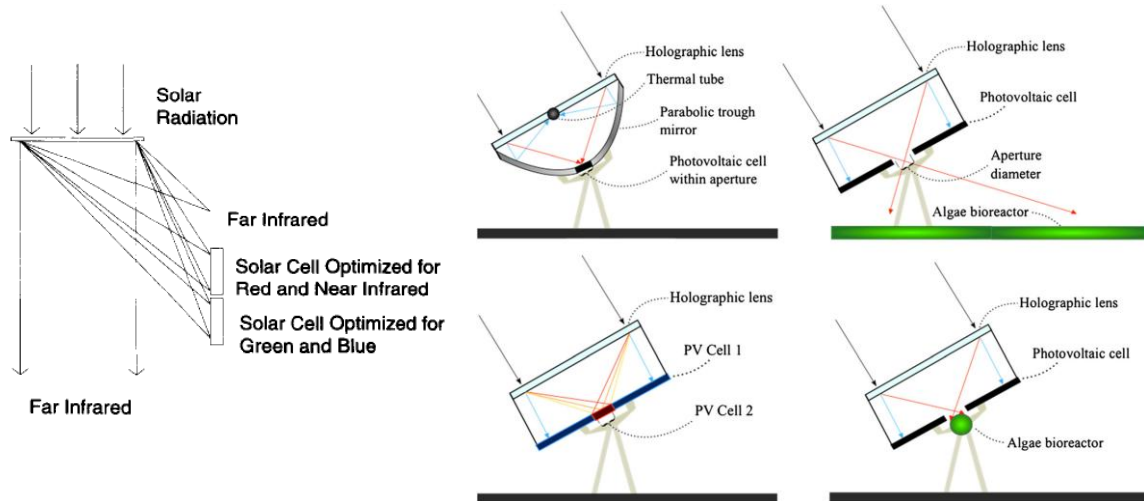 Solar
Radiation
Far Infrared
Solar Cell Optimized for
Red and Near Infrared
Solar Cell Optimized for
Green and Blue
Far Infrared
Holographic lens
Thermal tube
Parabolic trough
mirror
Photovoltaic cell
within aperture
Holographic lens
Photovoltaic cell
Aperture
diameter
Algae bioreactor
Holographic lens
PV Cell 1
PV Cell 2
Holographic lens
Photovoltaic cell
Algae bioreactor